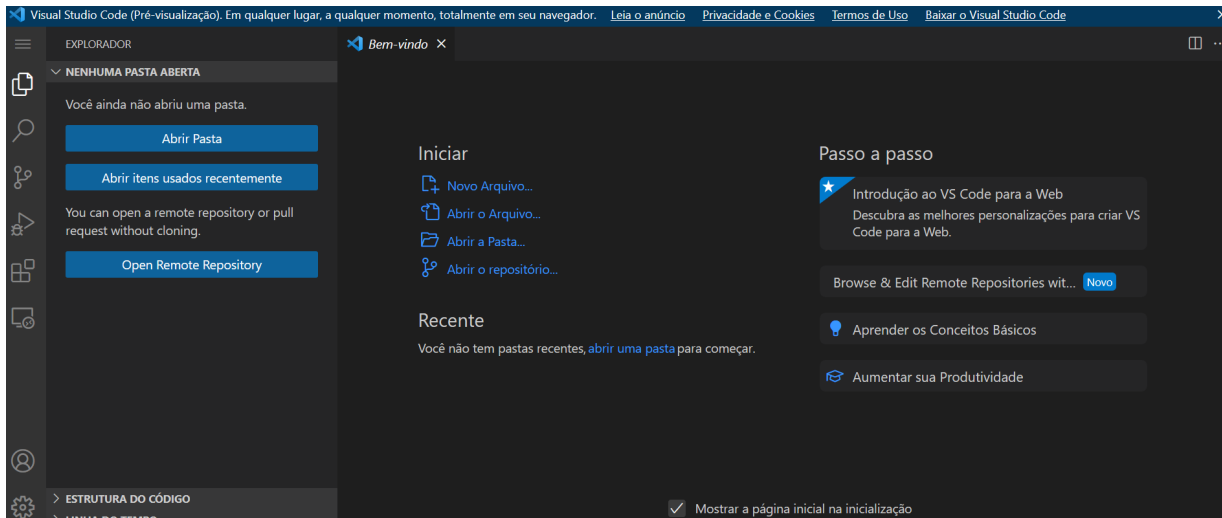 Visual Studio Code (Pré-visualização). Em qualquer lugar, a qualquer momento, totalmente em seu navegador. Leia o anúncio Privacidade e Cookies Termos de Uso Baixar o Visual Studio Code
EXPLORADOR
Bem-vindo
NENHUMA PASTA ABERTA
Você ainda não abriu uma pasta.
Abrir Pasta
Abrir itens usados recentemente
You can open a remote repository or pull
request without cloning.
Open Remote Repository
Iniciar
Novo Arquivo...
Abrir o Arquivo...
Abrir a Pasta...
Abrir o repositório...
Recente
Você não tem pastas recentes, abrir uma pasta para começar.
Passo a passo
Introdução ao VS Code para a Web
Descubra as melhores personalizações para criar VS
Code para a Web.
Browse & Edit Remote Repositories wit... Novo
Aprender os Conceitos Básicos
Aumentar sua Produtividade
ESTRUTURA DO CÓDIGO
LINHA DO TEMPO
Mostrar a página inicial na inicialização